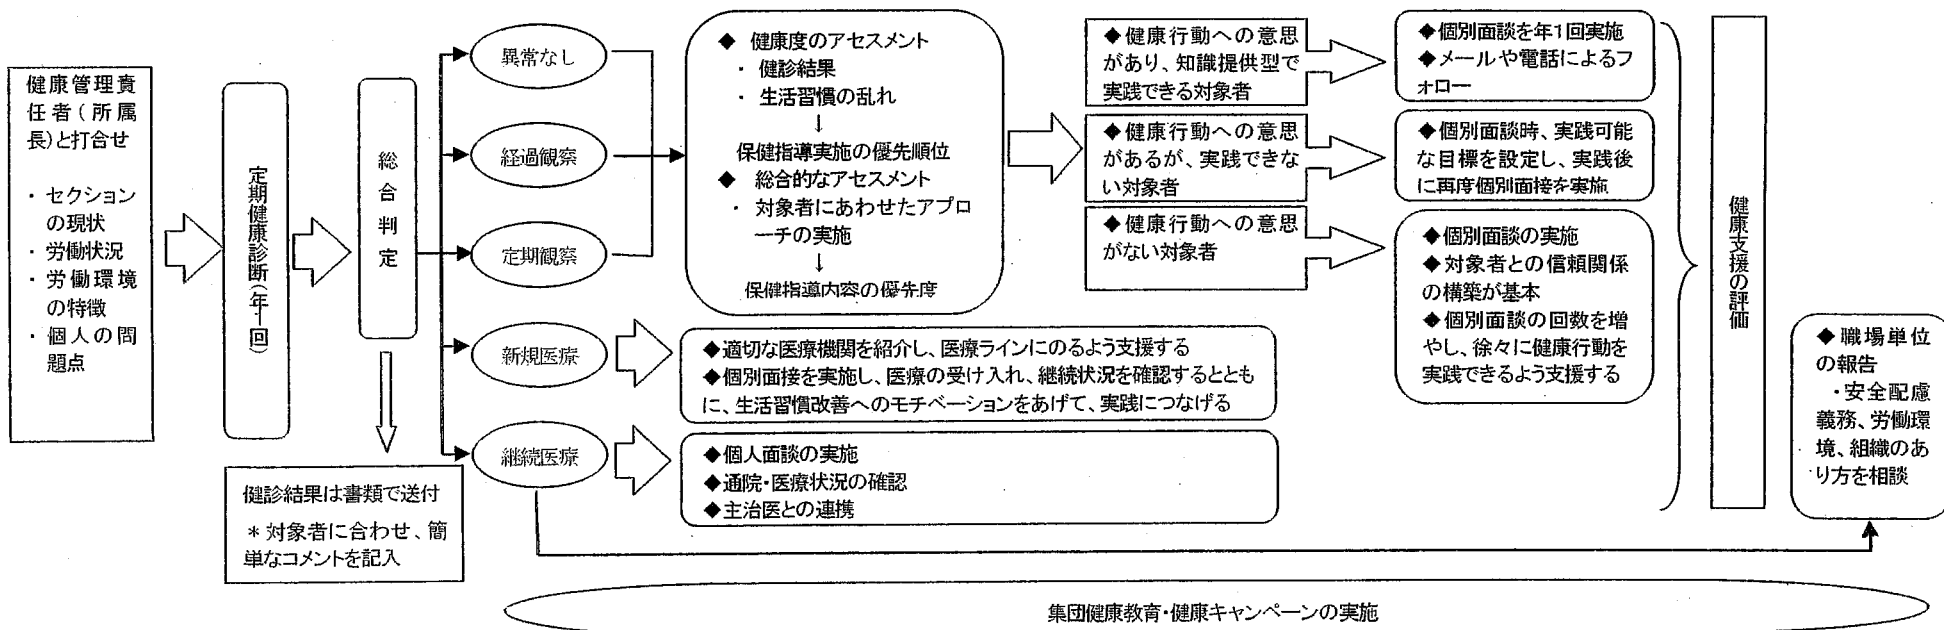 健康管理責
任者(所属
長)と打合せ
・セクション
の現状
・労働状況
・労働環境
の特徴
・個人の問
題点
定期健康診断(年一回)
総合判定
健診結果は書類で送付
*対象者に合わせ、簡
単なコメントを記入
異常なし
経過観察
定期観察
新規医療
継続医療
◆ 健康度のアセスメント
・ 健診結果
・ 生活習慣の乱れ
↓
保健指導実施の優先順位
◆ 総合的なアセスメント
・ 対象者にあわせたアプロ
ーチの実施
↓
保健指導内容の優先度
◆適切な医療機関を紹介し、医療ラインにのるよう支援する
◆個別面接を実施し、医療の受け入れ、継続状況を確認するととも
に、生活習慣改善へのモチベーションをあげて、実践につなげる
◆個人面談の実施
◆通院・医療状況の確認
◆主治医との連携
◆健康行動への意思
があり、知識提供型で
実践できる対象者
◆健康行動への意思
があるが、実践できな
い対象者
◆健康行動への意思
がない対象者
◆個別面談を年1回実施
◆メールや電話によるフ
ォロー
◆個別面談時、実践可能
な目標を設定し、実践後
に再度個別面接を実施
◆個別面談の実施
◆対象者との信頼関係
の構築が基本
◆個別面談の回数を増
やし、徐々に健康行動を
実践できるよう支援する
健康支援の評価
◆職場単位
の報告
・安全配慮
義務、労働環
境、組織のあ
り方を相談
集団健康教育・健康キャンペーンの実施